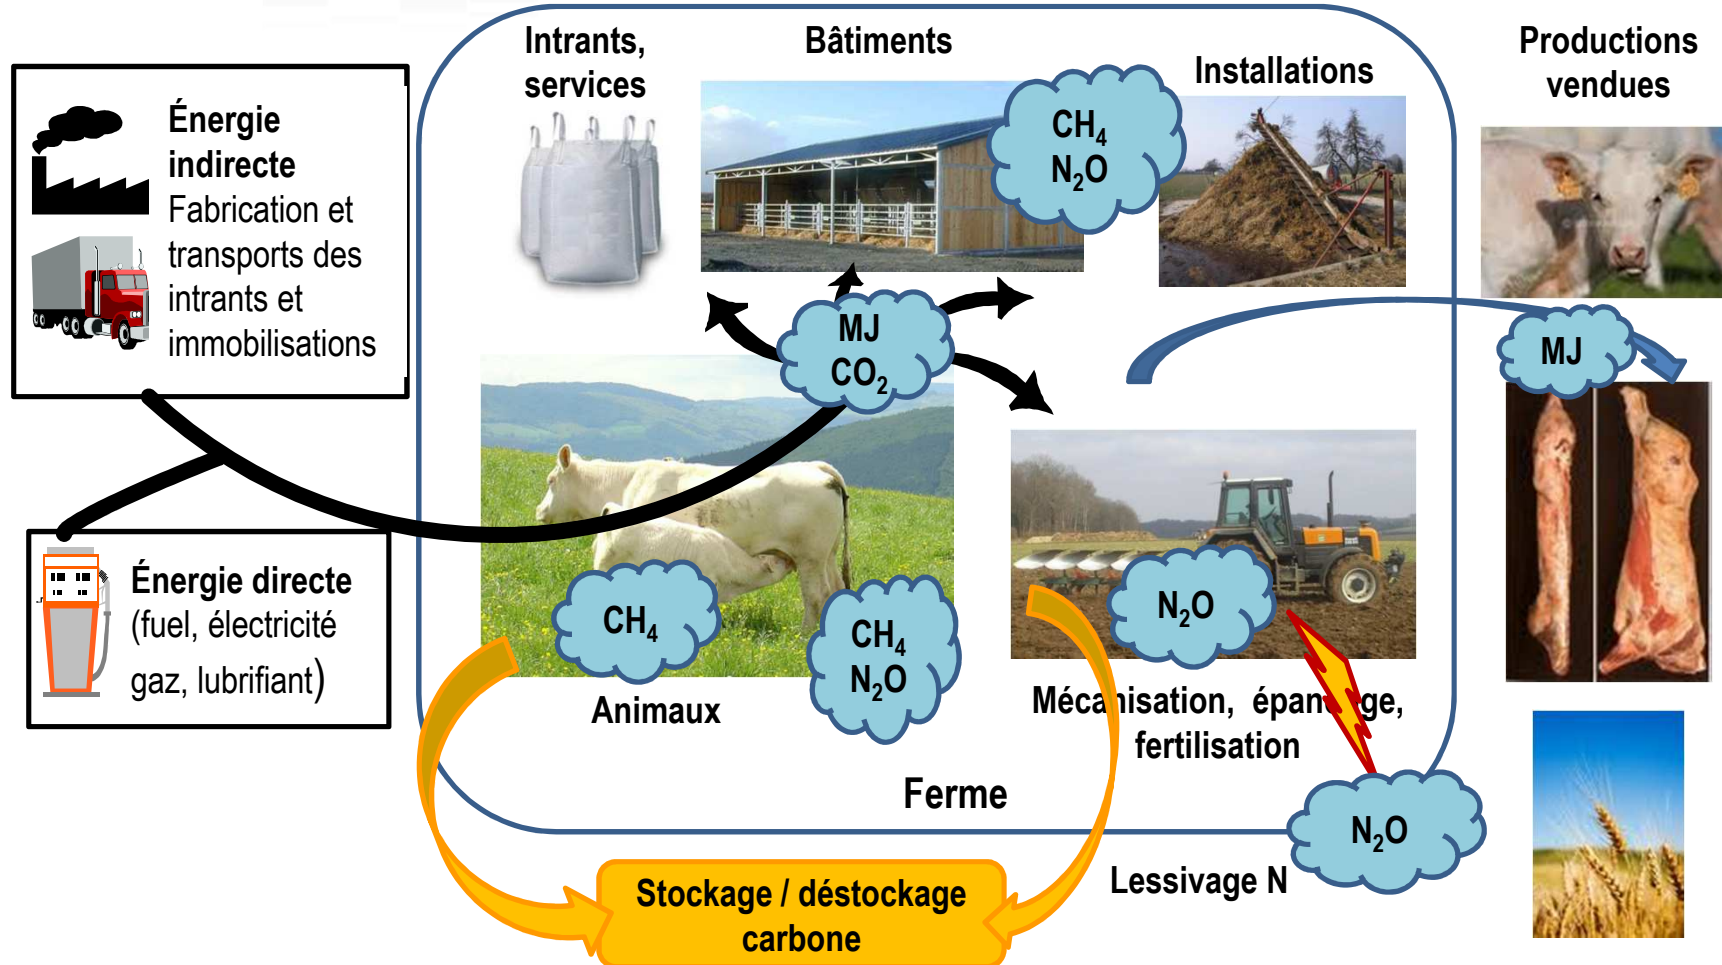 Énergie
indirecte
Fabrication et
transports des
intrants et
immobilisations
Énergie directe
(fuel, électricité
gaz, lubrifiant)
Intrants,
services
Bâtiments
Installations
CH4
N2O
MJ
CO2
CH4
CH4
N2O
Animaux
N2O
Mécanisation, épandage,
fertilisation
Ferme
N2O
Lessivage N
Stockage / déstockage
carbone
Productions
vendues
MJ